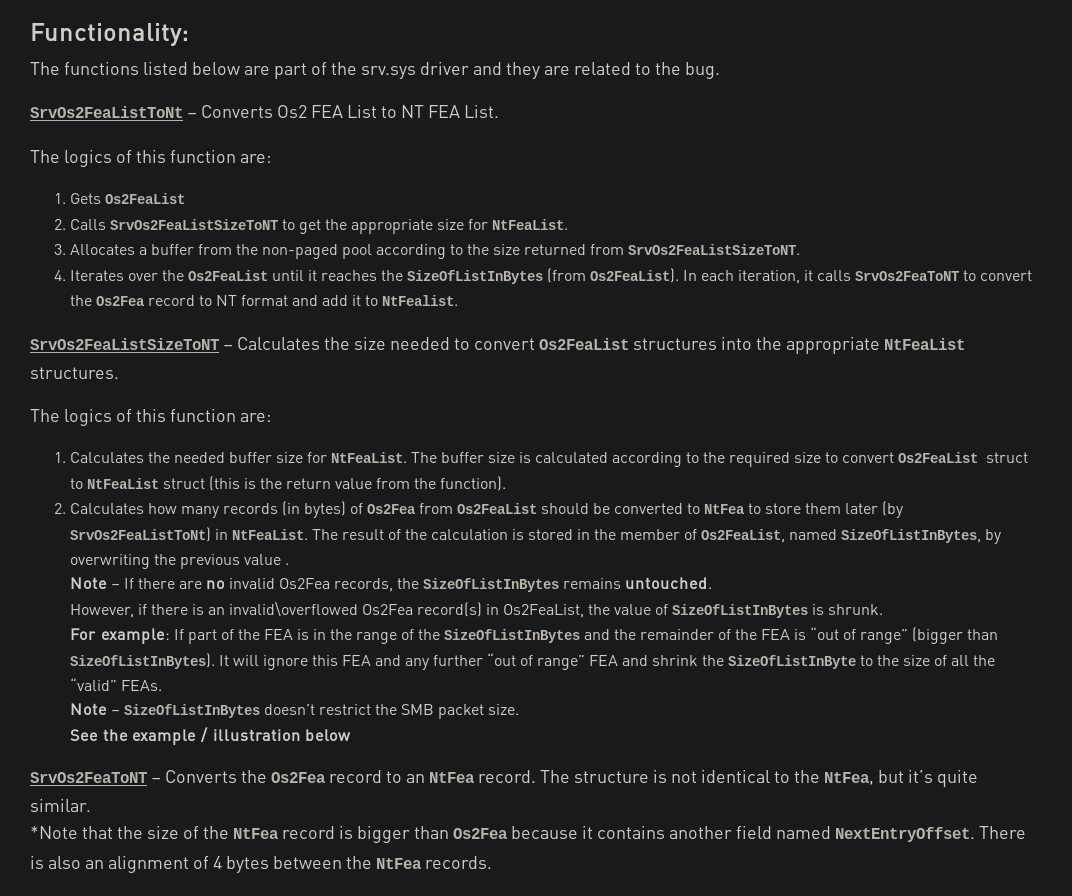 Functionality:
The functions listed below are part of the srv.sys driver and they are related to the bug.
SrvOs2FeaListToNt – Converts Os2 FEA List to NT FEA List.
The logics of this function are:
1. Gets Os2FeaList
2. Calls SrvOs2FeaListSizeToNT to get the appropriate size for NtFeaList.
3. Allocates a buffer from the non-paged pool according to the size returned from SrvOs2FeaListSizeToNT.
4. Iterates over the Os2FeaList until it reaches the SizeOfListInBytes (from Os2FeaList). In each iteration, it calls SrvOs2FeaToNT to convert
the Os2Fea record to NT format and add it to NtFealist.
SrvOs2FeaListSizeToNT – Calculates the size needed to convert Os2FeaList structures into the appropriate NtFeaList
structures.
The logics of this function are:
1. Calculates the needed buffer size for NtFeaList. The buffer size is calculated according to the required size to convert Os2FeaList struct
to NtFeaList struct (this is the return value from the function).
2. Calculates how many records (in bytes) of Os2Fea from Os2FeaList should be converted to NtFea to store them later (by
SrvOs2FeaListToNt) in NtFeaList. The result of the calculation is stored in the member of Os2FeaList, named SizeOfListInBytes, by
overwriting the previous value .
Note – If there are no invalid Os2Fea records, the SizeOfListInBytes remains untouched.
However, if there is an invalid\overflowed Os2Fea record(s) in Os2FeaList, the value of SizeOfListInBytes is shrunk.
For example: If part of the FEA is in the range of the SizeOfListInBytes and the remainder of the FEA is “out of range” (bigger than
SizeOfListInBytes). It will ignore this FEA and any further “out of range” FEA and shrink the SizeOfListInByte to the size of all the
“valid” FEAs.
Note – SizeOfListInBytes doesn’t restrict the SMB packet size.
See the example / illustration below
SrvOs2FeaToNT – Converts the Os2Fea record to an NtFea record. The structure is not identical to the NtFea, but it’s quite
similar.
*Note that the size of the NtFea record is bigger than Os2Fea because it contains another field named NextEntryOffset. There
is also an alignment of 4 bytes between the NtFea records.